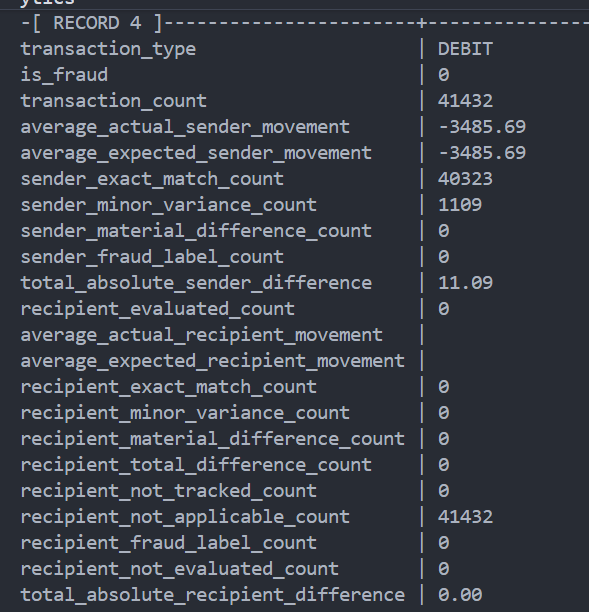 ytics
-[ RECORD 4 ]------------------------+---------------
transaction_type                     | DEBIT
is_fraud                             | 0
transaction_count                    | 41432
average_actual_sender_movement       | -3485.69
average_expected_sender_movement     | -3485.69
sender_exact_match_count             | 40323
sender_minor_variance_count          | 1109
sender_material_difference_count     | 0
sender_fraud_label_count             | 0
total_absolute_sender_difference     | 11.09
recipient_evaluated_count            | 0
average_actual_recipient_movement    |
average_expected_recipient_movement  |
recipient_exact_match_count          | 0
recipient_minor_variance_count       | 0
recipient_material_difference_count  | 0
recipient_total_difference_count     | 0
recipient_not_tracked_count          | 0
recipient_not_applicable_count       | 41432
recipient_fraud_label_count          | 0
recipient_not_evaluated_count        | 0
total_absolute_recipient_difference  | 0.00